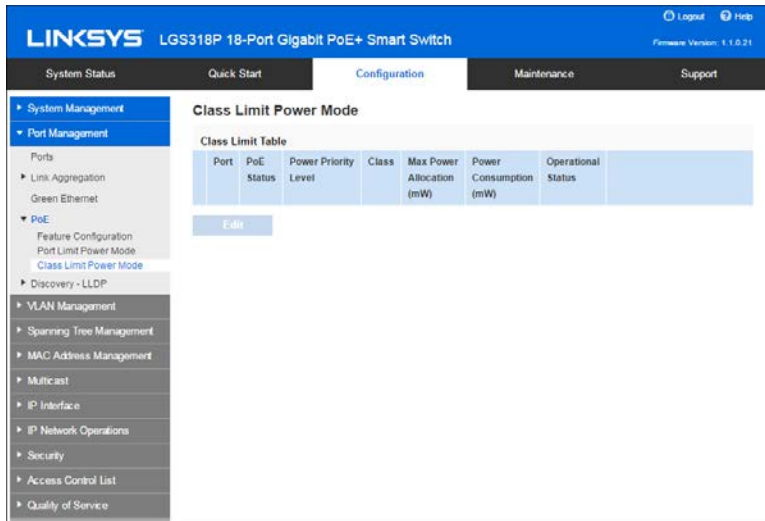 Logout Help
LINKSYS LGS318P 18-Port Gigabit PoE+ Smart Switch
Firmware Version: 1.1.0.21
System Status Quick Start Configuration Maintenance Support
System Management
Port Management
Ports
Link Aggregation
Green Ethernet
PoE
Feature Configuration
Port Limit Power Mode
Class Limit Power Mode
Discovery - LLDP
VLAN Management
Spanning Tree Management
MAC Address Management
Multicast
IP Interface
IP Network Operations
Security
Access Control List
Quality of Service
Class Limit Power Mode
Class Limit Table
Port PoE Power Priority Class Max Power Power Operational
Status Level Allocation Consumption Status
(mW) (mW)
Edit